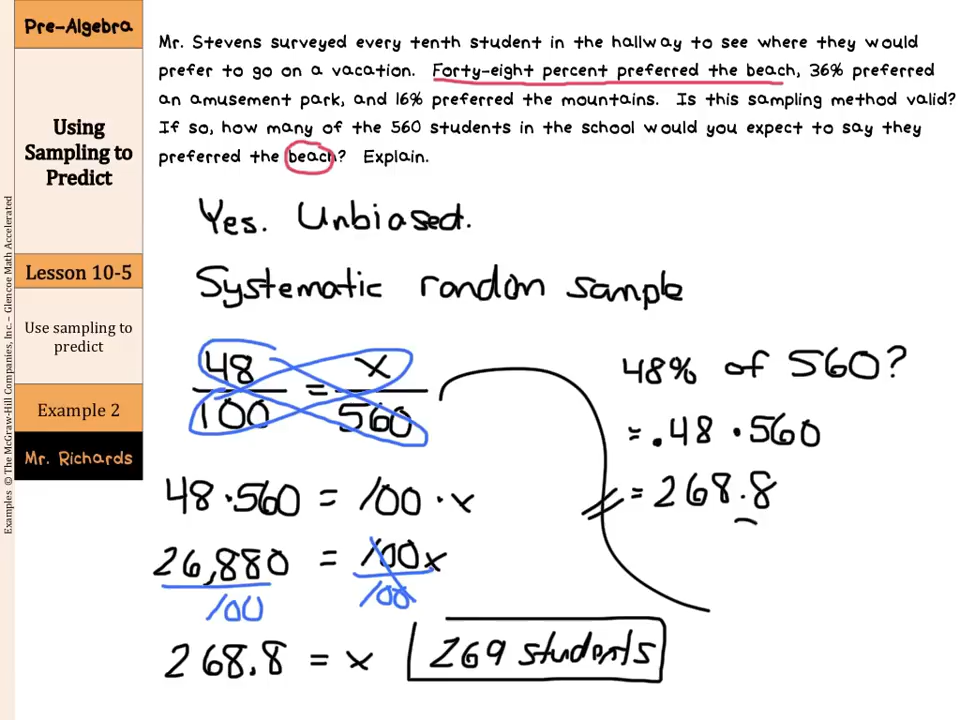 Pre-Algebra
Using
Sampling to
Predict
Lesson 10-5
Use sampling to
predict
Example 2
Mr. Richards
Examples © The McGraw-Hill Companies, Inc. – Glencoe Math Accelerated
Mr. Stevens surveyed every tenth student in the hallway to see where they would
prefer to go on a vacation. Forty-eight percent preferred the beach, 36% preferred
an amusement park, and 16% preferred the mountains. Is this sampling method valid?
If so, how many of the 560 students in the school would you expect to say they
preferred the beach? Explain.
Yes. Unbiased.
Systematic random sample
48/100 = x/560
48·560 = 100·x
26,880 = 100x
100 100
268.8 = x
269 students
48% of 560?
= .48 · 560
= 268.8